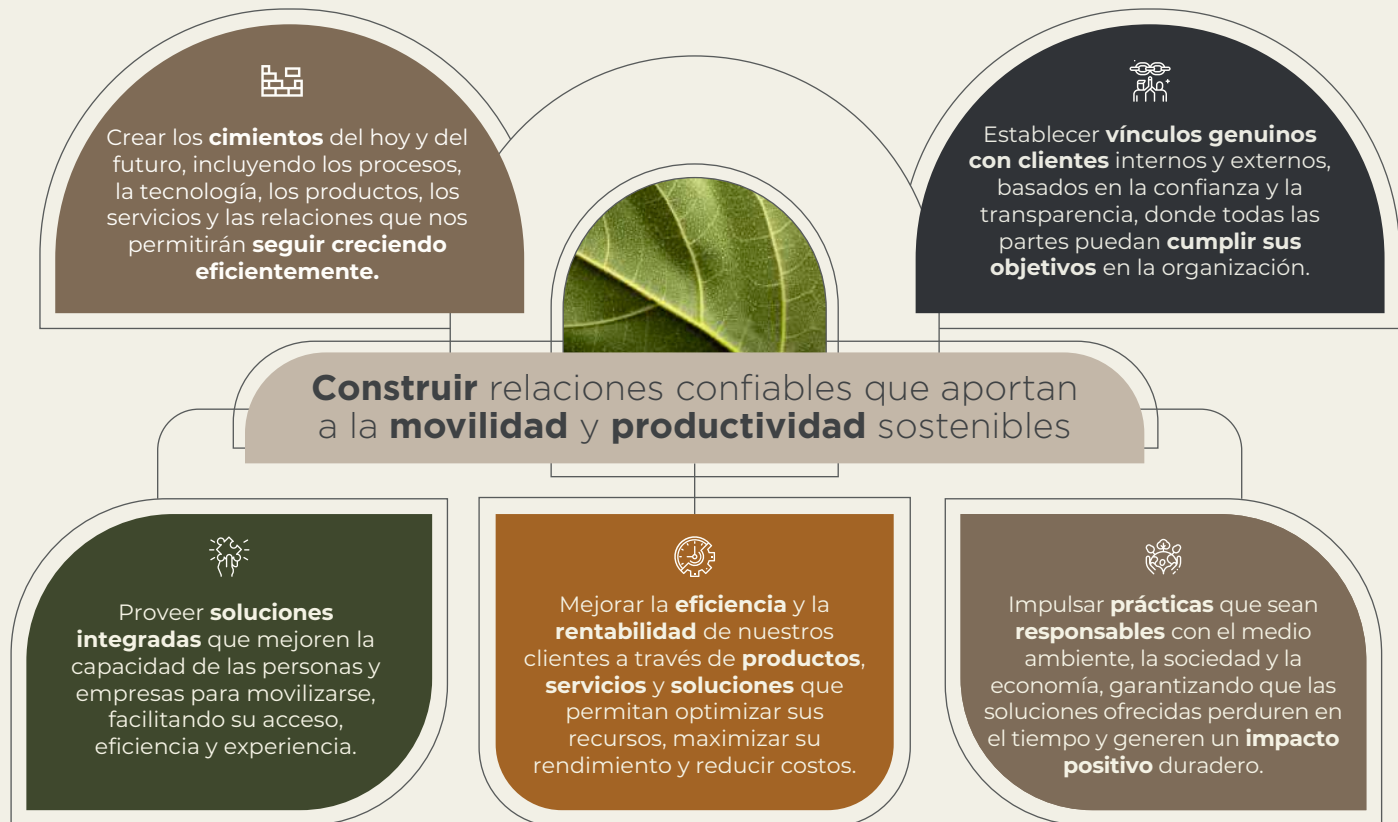 Crear los cimientos del hoy y del
futuro, incluyendo los procesos,
la tecnología, los productos, los
servicios y las relaciones que nos
permitirán seguir creciendo
eficientemente.
Establecer vínculos genuinos
con clientes internos y externos,
basados en la confianza y la
transparencia, donde todas las
partes puedan cumplir sus
objetivos en la organización.
Construir relaciones confiables que aportan
a la movilidad y productividad sostenibles
Proveer soluciones
integradas que mejoren la
capacidad de las personas y
empresas para movilizarse,
facilitando su acceso,
eficiencia y experiencia.
Mejorar la eficiencia y la
rentabilidad de nuestros
clientes a través de productos,
servicios y soluciones que
permitan optimizar sus
recursos, maximizar su
rendimiento y reducir costos.
Impulsar prácticas que sean
responsables con el medio
ambiente, la sociedad y la
economía, garantizando que las
soluciones ofrecidas perduren en
el tiempo y generen un impacto
positivo duradero.